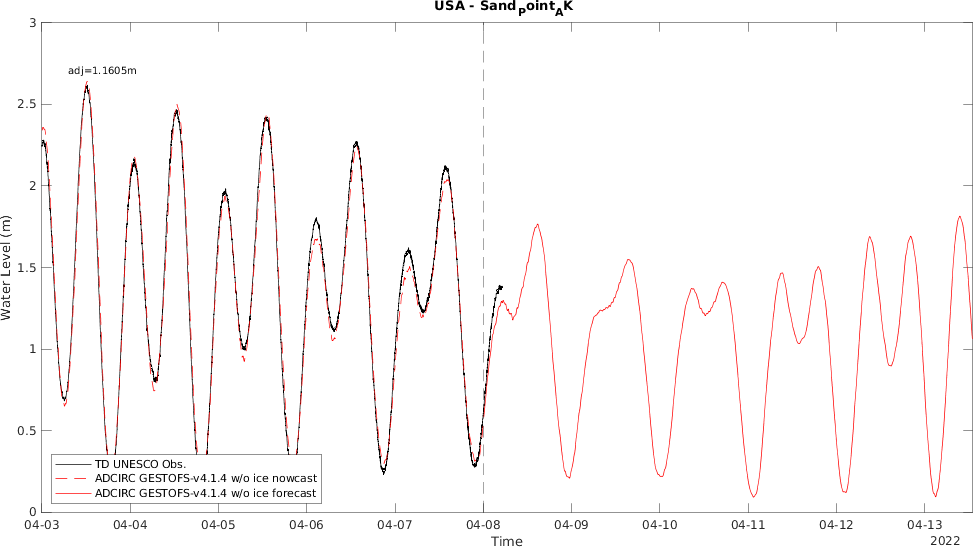 USA - Sand_Point_AK
3
adj=1.1605m
2.5
2
1.5
1
0.5
0
Water Level (m)
TD UNESCO Obs.
ADCIRC GESTOFS-v4.1.4 w/o ice nowcast
ADCIRC GESTOFS-v4.1.4 w/o ice forecast
04-03 04-04 04-05 04-06 04-07 04-08 04-09 04-10 04-11 04-12 04-13
Time
2022